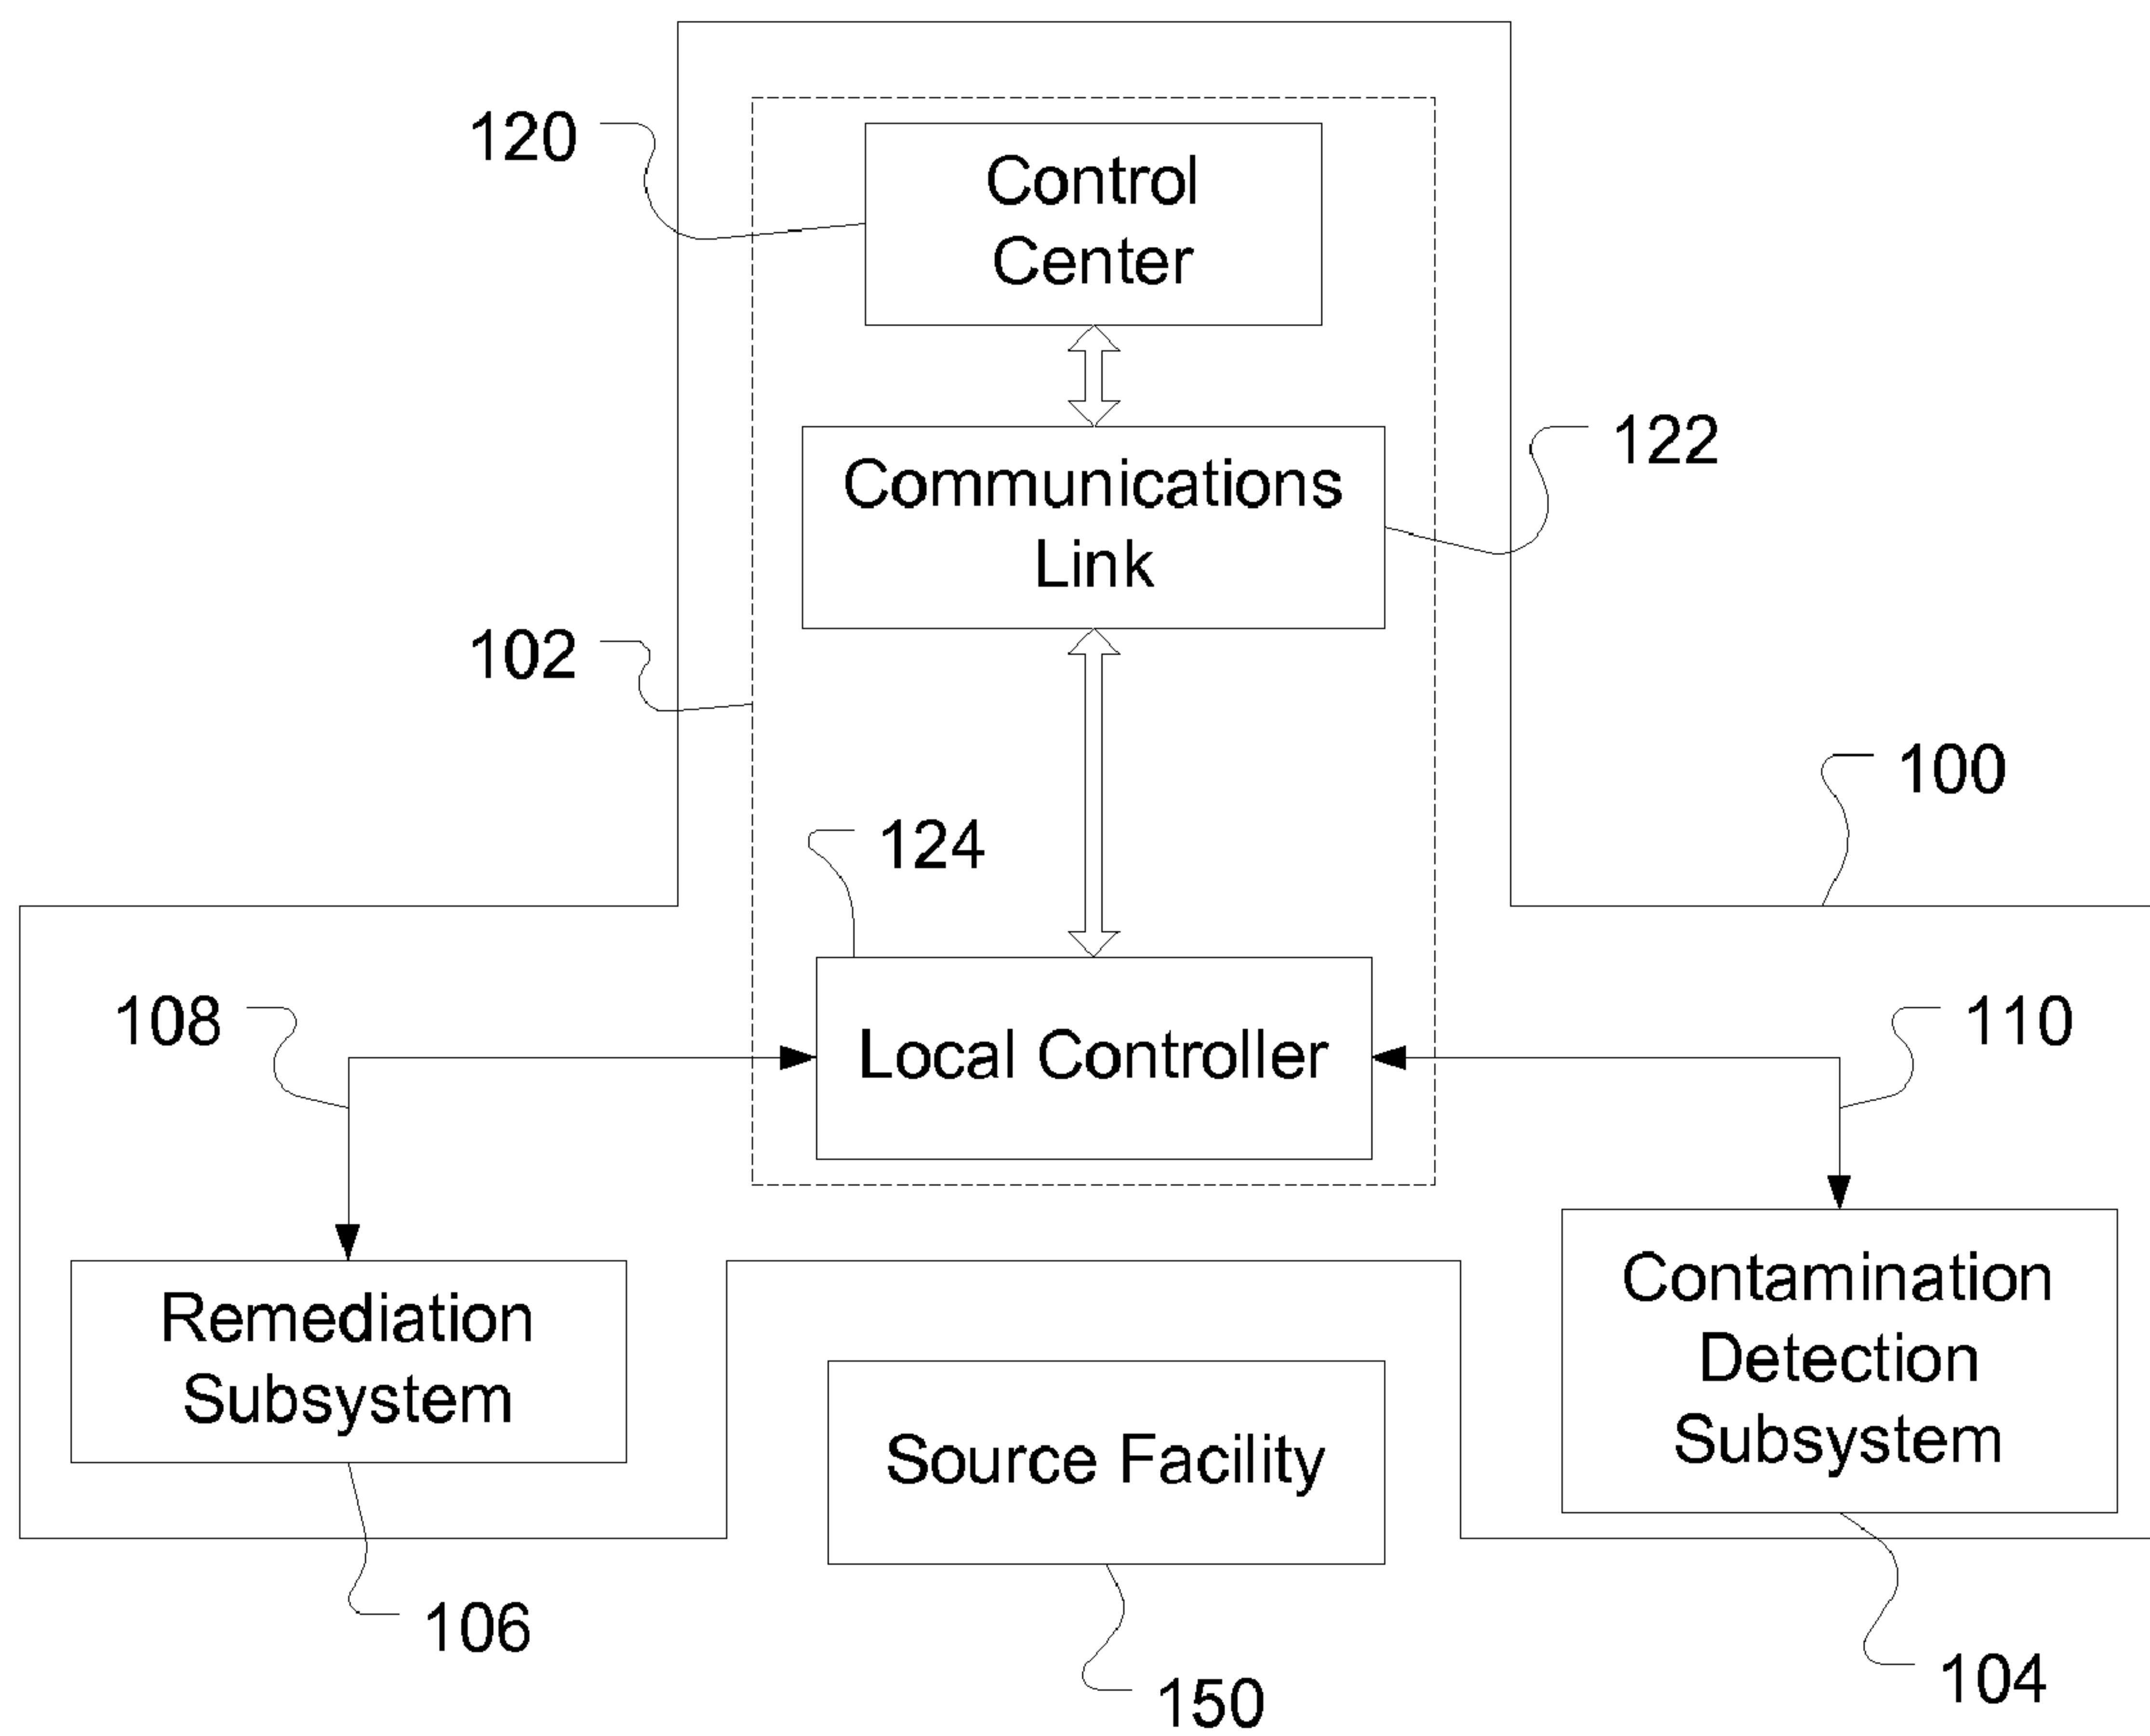 120
Control
Center
Communications
Link
122
102
100
124
108
Local Controller
110
Remediation
Subsystem
Contamination
Detection
Subsystem
Source Facility
106
150
104